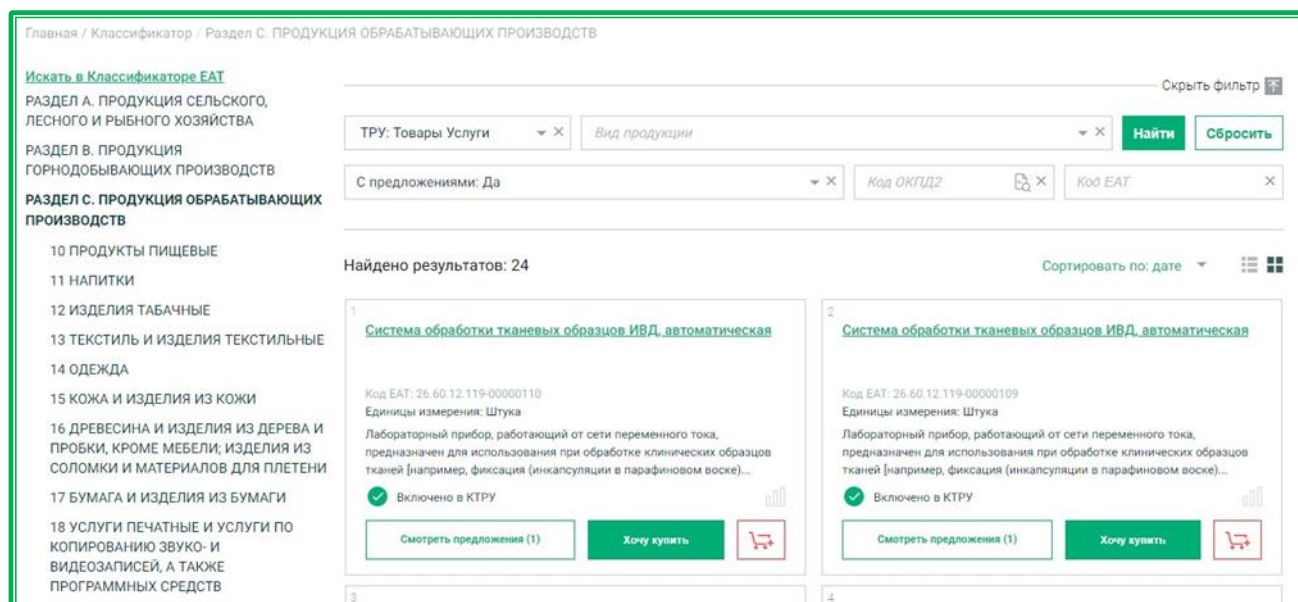 Главная / Классификатор / Раздел C. ПРОДУКЦИЯ ОБРАБАТЫВАЮЩИХ ПРОИЗВОДСТВ
Искать в Классификаторе ЕАТ
РАЗДЕЛ A. ПРОДУКЦИЯ СЕЛЬСКОГО,
ЛЕСНОГО И РЫБНОГО ХОЗЯЙСТВА
РАЗДЕЛ B. ПРОДУКЦИЯ
ГОРНОДОБЫВАЮЩИХ ПРОИЗВОДСТВ
РАЗДЕЛ C. ПРОДУКЦИЯ ОБРАБАТЫВАЮЩИХ
ПРОИЗВОДСТВ
10 ПРОДУКТЫ ПИЩЕВЫЕ
11 НАПИТКИ
12 ИЗДЕЛИЯ ТАБАЧНЫЕ
13 ТЕКСТИЛЬ И ИЗДЕЛИЯ ТЕКСТИЛЬНЫЕ
14 ОДЕЖДА
15 КОЖА И ИЗДЕЛИЯ ИЗ КОЖИ
16 ДРЕВЕСИНА И ИЗДЕЛИЯ ИЗ ДЕРЕВА И
ПРОБКИ, КРОМЕ МЕБЕЛИ; ИЗДЕЛИЯ ИЗ
СОЛОМКИ И МАТЕРИАЛОВ ДЛЯ ПЛЕТЕНИ
17 БУМАГА И ИЗДЕЛИЯ ИЗ БУМАГИ
18 УСЛУГИ ПЕЧАТНЫЕ И УСЛУГИ ПО
КОПИРОВАНИЮ ЗВУКО- И
ВИДЕОЗАПИСЕЙ, А ТАКЖЕ
ПРОГРАММНЫХ СРЕДСТВ
Скрыть фильтр
ТРУ: Товары Услуги
Вид продукции
Найти
Сбросить
С предложениями: Да
Код ОКПД2
Код ЕАТ
Найдено результатов: 24
Сортировать по: дате
1
Система обработки тканевых образцов ИВД, автоматическая
Код ЕАТ: 26.60.12.119-00000110
Единицы измерения: Штука
Лабораторный прибор, работающий от сети переменного тока,
предназначен для использования при обработке клинических образцов
тканей [например, фиксация (инкапсуляции в парафиновом воске)...
Включено в КТРУ
Смотреть предложения (1)
Хочу купить
2
Система обработки тканевых образцов ИВД, автоматическая
Код ЕАТ: 26.60.12.119-00000109
Единицы измерения: Штука
Лабораторный прибор, работающий от сети переменного тока,
предназначен для использования при обработке клинических образцов
тканей [например, фиксация (инкапсуляции в парафиновом воске)...
Включено в КТРУ
Смотреть предложения (1)
Хочу купить
3
4